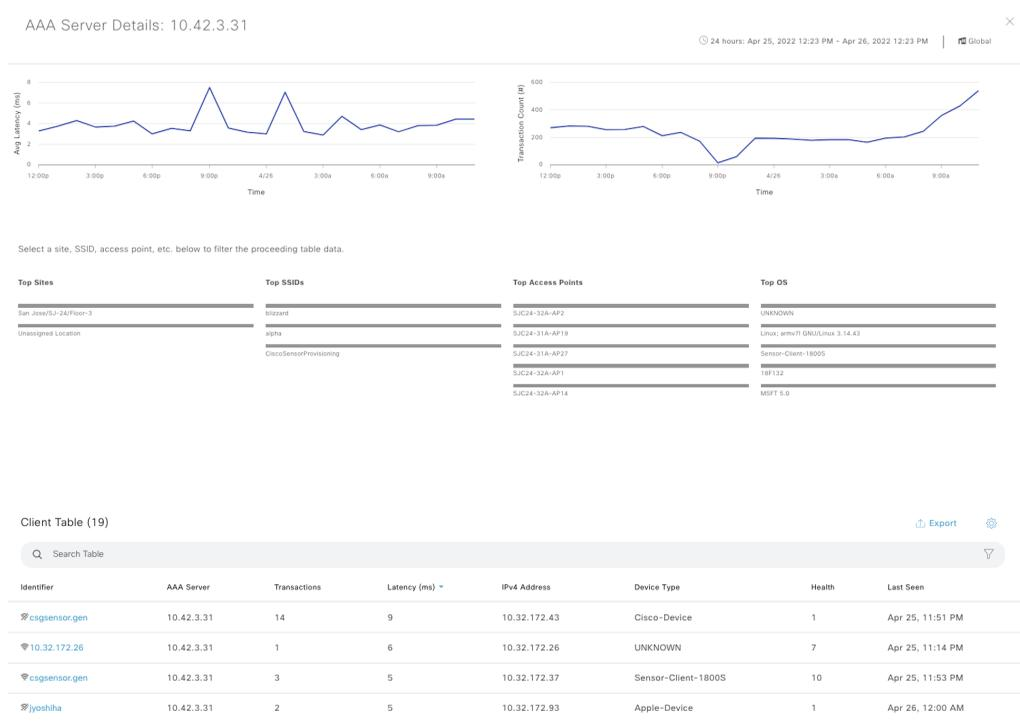 AAA Server Details: 10.42.3.31
24 hours: Apr 25, 2022 12:23 PM - Apr 26, 2022 12:23 PM
Global
Avg Latency (ms)
8
6
4
2
0
12:00p 3:00p 6:00p 9:00p 4/26 3:00a 6:00a 9:00a
Time
Transaction Count (#)
600
400
200
0
12:00p 3:00p 6:00p 9:00p 4/26 3:00a 6:00a 9:00a
Time
Select a site, SSID, access point, etc. below to filter the proceeding table data.
Top Sites
San Jose/SJ-24/Floor-3
Unassigned Location
Top SSIDs
blizzard
alpha
CiscoSensorProvisioning
Top Access Points
SJC24-32A-AP2
SJC24-31A-AP19
SJC24-31A-AP27
SJC24-32A-AP1
SJC24-32A-AP14
Top OS
UNKNOWN
Linux; armv7l GNU/Linux 3.14.43
Sensor-Client-1800S
18F132
MSFT 5.0
Client Table (19)
Export
Search Table
Identifier AAA Server Transactions Latency (ms) IPv4 Address Device Type Health Last Seen
csgsensor.gen 10.42.3.31 14 9 10.32.172.43 Cisco-Device 1 Apr 25, 11:51 PM
10.32.172.26 10.42.3.31 1 6 10.32.172.26 UNKNOWN 7 Apr 25, 11:14 PM
csgsensor.gen 10.42.3.31 3 5 10.32.172.37 Sensor-Client-1800S 10 Apr 25, 11:53 PM
jyoshiha 10.42.3.31 2 5 10.32.172.93 Apple-Device 1 Apr 26, 12:00 AM